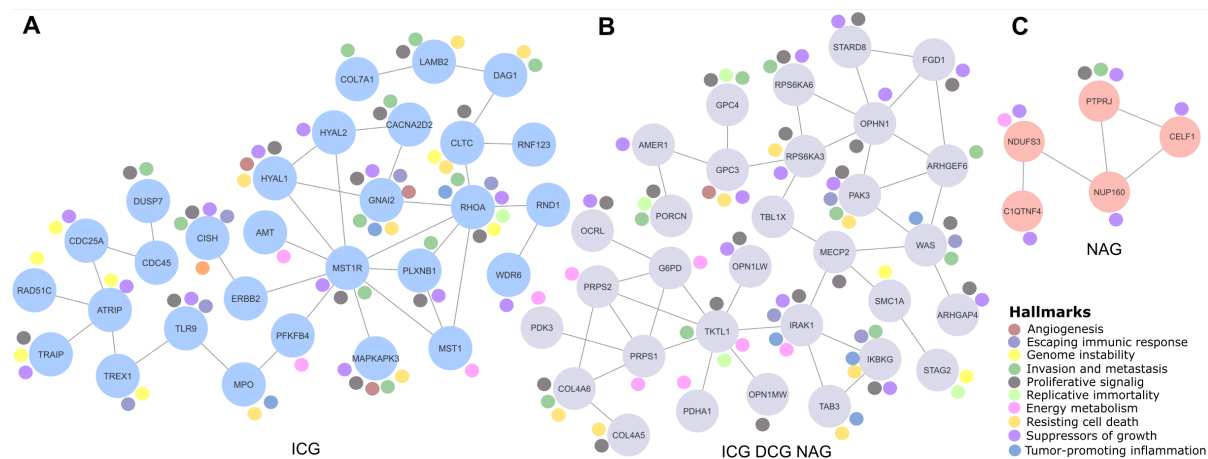 A
B
C
COL7A1
LAMB2
DAG1
HYAL2
CACNA2D2
CLTC
RNF123
HYAL1
GNAI2
RHOA
RND1
DUSP7
CISH
AMT
CDC25A
CDC45
MST1R
PLXNB1
WDR6
RAD51C
ATRIP
ERBB2
TLR9
PFKFB4
MAPKAPK3
MST1
TRAIP
TREX1
MPO
ICG
STARD8
FGD1
RPS6KA6
GPC4
OPHN1
AMER1
GPC3
RPS6KA3
ARHGEF6
PAK3
PORCN
TBL1X
OCRL
MECP2
WAS
G6PD
OPN1LW
PRPS2
SMC1A
ARHGAP4
PDK3
TKTL1
IRAK1
PRPS1
IKBKG
STAG2
COL4A6
PDHA1
OPN1MW
TAB3
COL4A5
ICG DCG NAG
PTPRJ
CELF1
NDUFS3
NUP160
C1QTNF4
NAG
Hallmarks
Angiogenesis
Escaping immunic response
Genome instability
Invasion and metastasis
Proliferative signalig
Replicative immortality
Energy metabolism
Resisting cell death
Suppressors of growth
Tumor-promoting inflammation